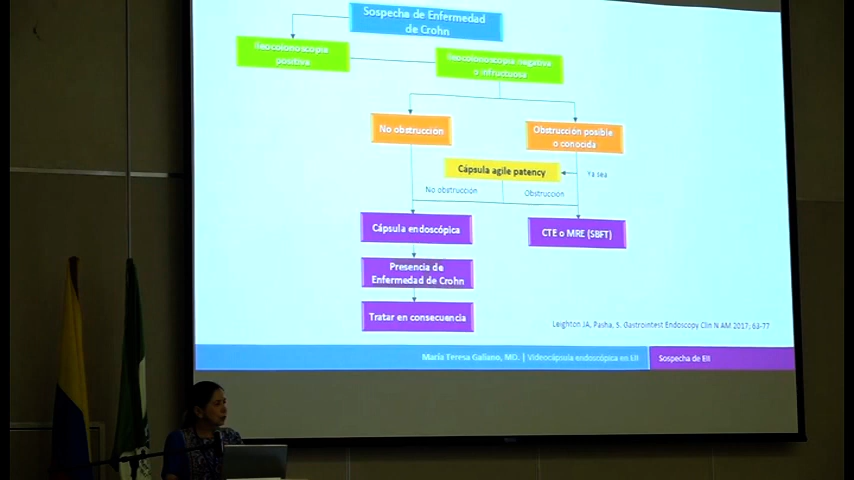 Sospecha de Enfermedad
de Crohn
Ileocolonoscopia
positiva
Ileocolonoscopia negativa
o infructuosa
No obstrucción
Obstrucción posible
o conocida
Cápsula agile patency
Ya sea
No obstrucción
Obstrucción
Cápsula endoscópica
CTE o MRE (SBFT)
Presencia de
Enfermedad de Crohn
Tratar en consecuencia
Leighton JA, Pasha, S. Gastrointest Endoscopy Clin N AM 2017; 63-77
María Teresa Galiano, MD. | Videocápsula endoscópica en EII
Sospecha de EII